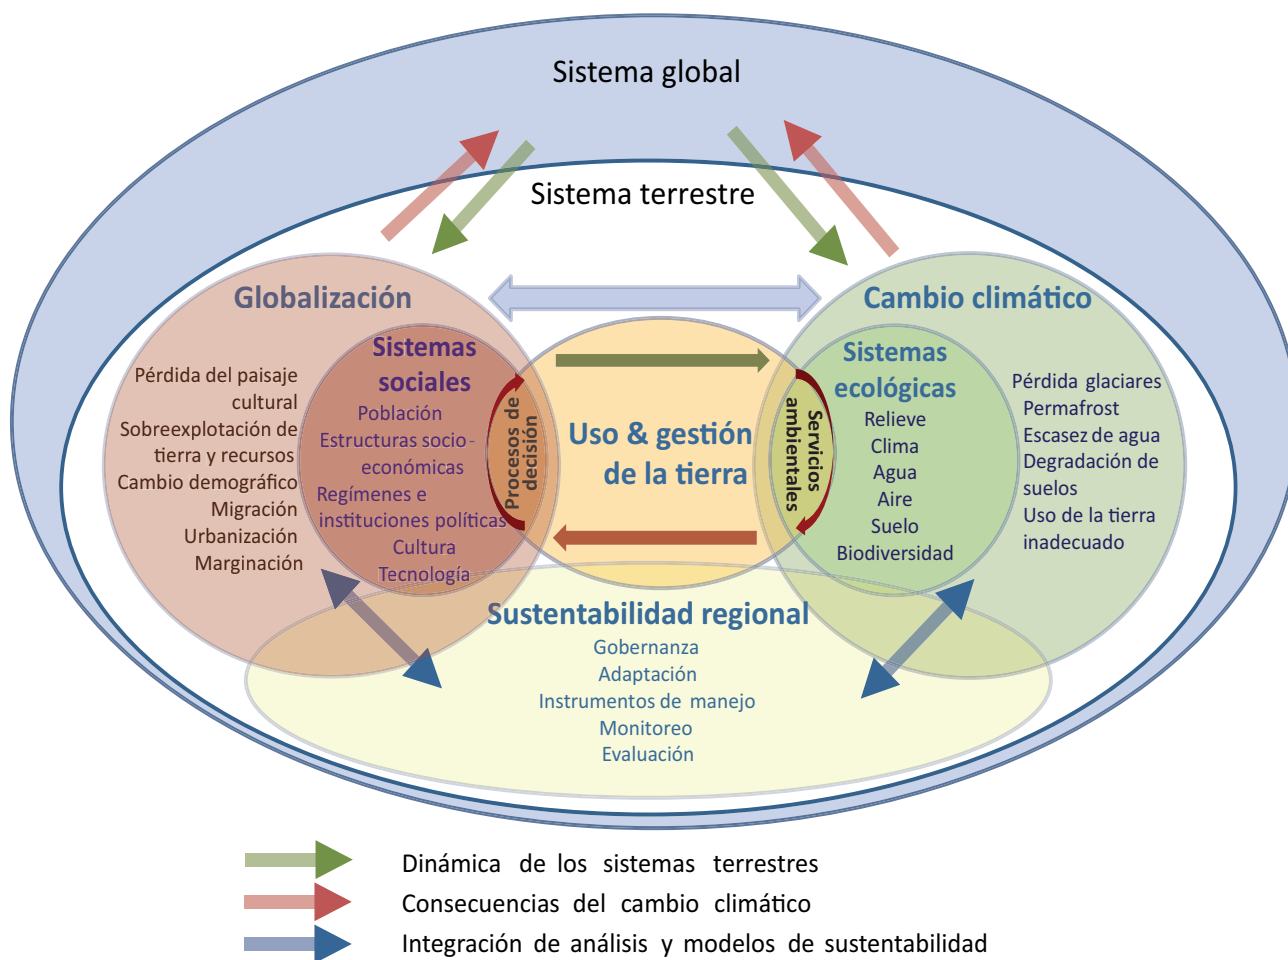 Sistema global
Sistema terrestre
Globalización
Pérdida del paisaje
cultural
Sobreexplotación de
tierra y recursos
Cambio demográfico
Migración
Urbanización
Marginación
Sistemas
sociales
Población
Estructuras socio-
económicas
Regímenes e
instituciones políticas
Cultura
Tecnología
Procesos de
decisión
Uso & gestión
de la tierra
Servicios
ambientales
Cambio climático
Sistemas
ecológicas
Relieve
Clima
Agua
Aire
Suelo
Biodiversidad
Pérdida glaciares
Permafrost
Escasez de agua
Degradación de
suelos
Uso de la tierra
inadecuado
Sustentabilidad regional
Gobernanza
Adaptación
Instrumentos de manejo
Monitoreo
Evaluación
Dinámica de los sistemas terrestres
Consecuencias del cambio climático
Integración de análisis y modelos de sustentabilidad